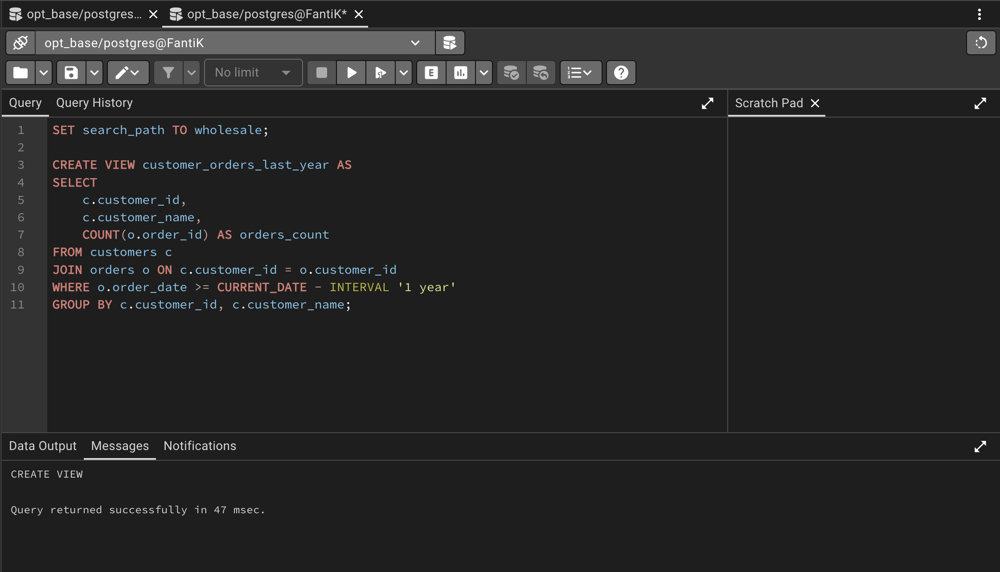 opt_base/postgres...
opt_base/postgres@FantiK*
opt_base/postgres@FantiK
No limit
E
Query
Query History
Scratch Pad
1 SET search_path TO wholesale;
2
3 CREATE VIEW customer_orders_last_year AS
4 SELECT
5     c.customer_id,
6     c.customer_name,
7     COUNT(o.order_id) AS orders_count
8 FROM customers c
9 JOIN orders o ON c.customer_id = o.customer_id
10 WHERE o.order_date >= CURRENT_DATE - INTERVAL '1 year'
11 GROUP BY c.customer_id, c.customer_name;
Data Output
Messages
Notifications
CREATE VIEW
Query returned successfully in 47 msec.